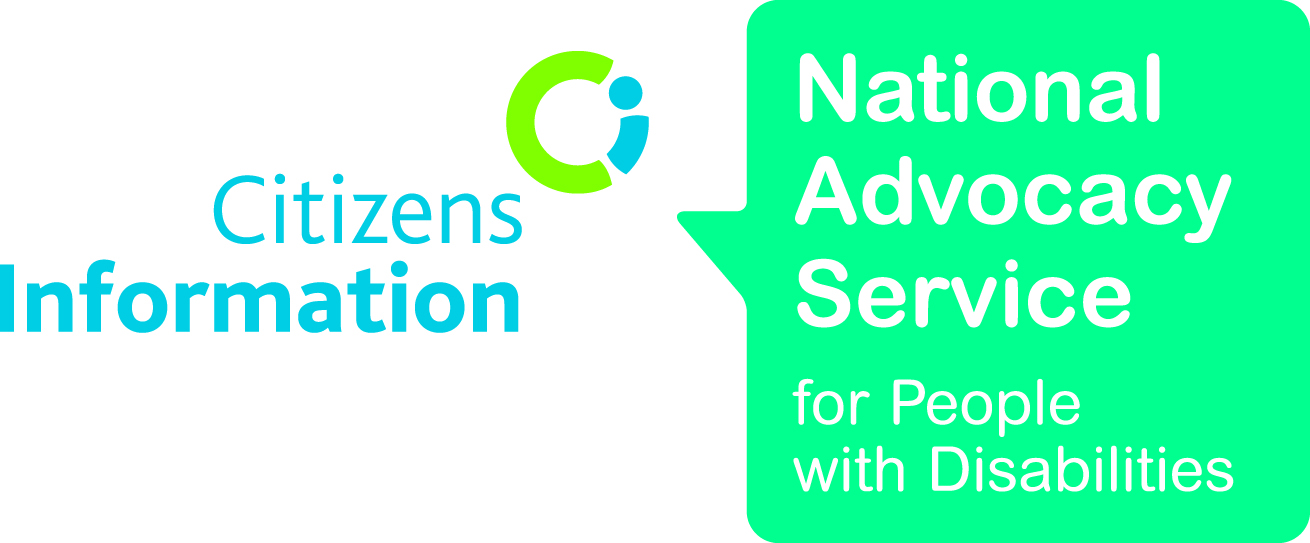 Citizens
Information
National
Advocacy
Service
for People
with Disabilities